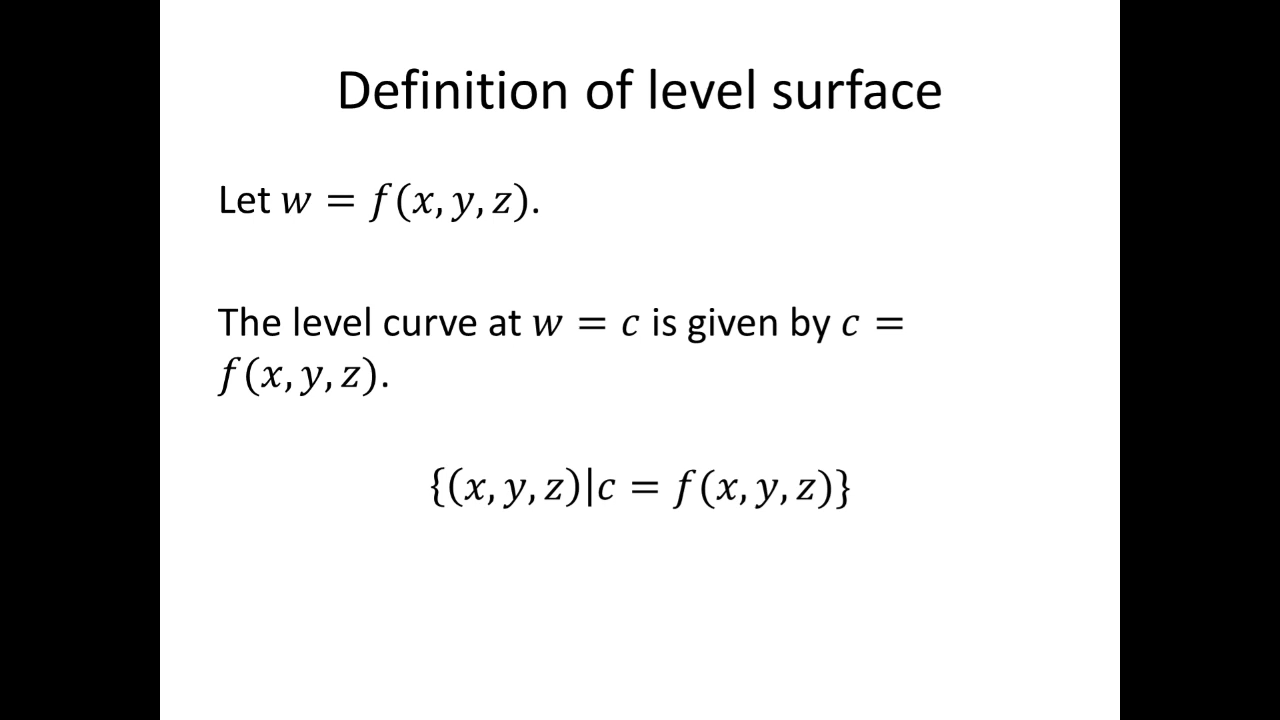 Definition of level surface
Let 𝑤 = 𝑓(𝑥, 𝑦, 𝑧).
The level curve at 𝑤 = 𝑐 is given by 𝑐 =
𝑓(𝑥, 𝑦, 𝑧).
{(𝑥, 𝑦, 𝑧)|𝑐 = 𝑓(𝑥, 𝑦, 𝑧)}